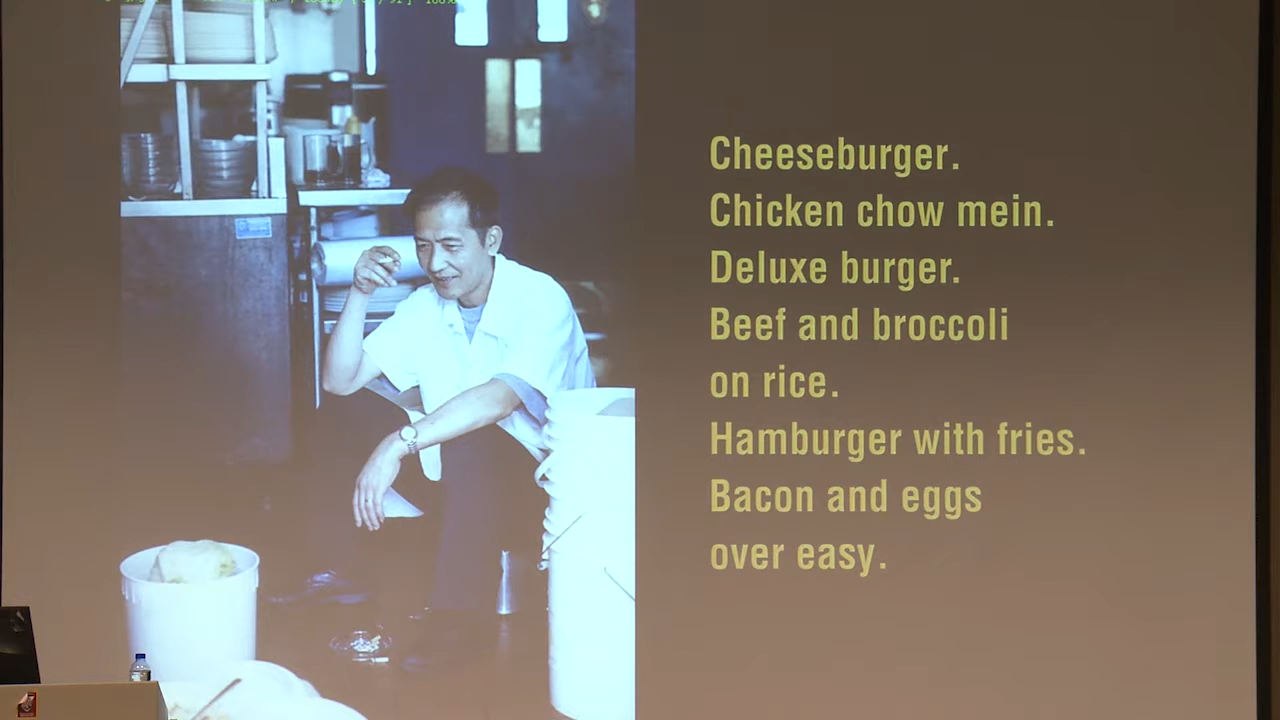 Cheeseburger.
Chicken chow mein.
Deluxe burger.
Beef and broccoli
on rice.
Hamburger with fries.
Bacon and eggs
over easy.